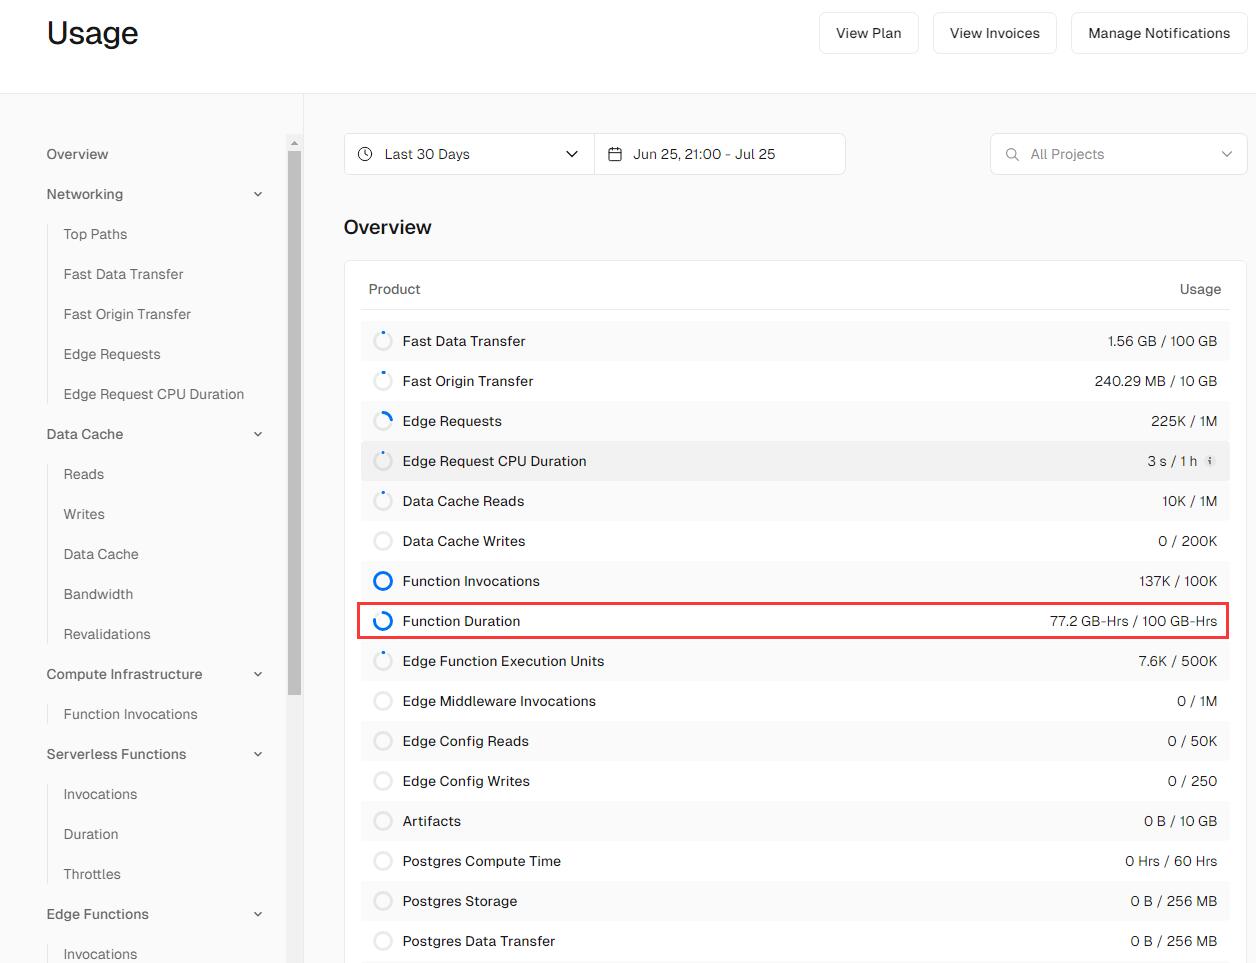 Usage
View Plan
View Invoices
Manage Notifications
Overview
Networking
Top Paths
Fast Data Transfer
Fast Origin Transfer
Edge Requests
Edge Request CPU Duration
Data Cache
Reads
Writes
Data Cache
Bandwidth
Revalidations
Compute Infrastructure
Function Invocations
Serverless Functions
Invocations
Duration
Throttles
Edge Functions
Invocations
Last 30 Days
Jun 25, 21:00 - Jul 25
All Projects
Overview
Product Usage
Fast Data Transfer 1.56 GB / 100 GB
Fast Origin Transfer 240.29 MB / 10 GB
Edge Requests 225K / 1M
Edge Request CPU Duration 3 s / 1 h
Data Cache Reads 10K / 1M
Data Cache Writes 0 / 200K
Function Invocations 137K / 100K
Function Duration 77.2 GB-Hrs / 100 GB-Hrs
Edge Function Execution Units 7.6K / 500K
Edge Middleware Invocations 0 / 1M
Edge Config Reads 0 / 50K
Edge Config Writes 0 / 250
Artifacts 0 B / 10 GB
Postgres Compute Time 0 Hrs / 60 Hrs
Postgres Storage 0 B / 256 MB
Postgres Data Transfer 0 B / 256 MB